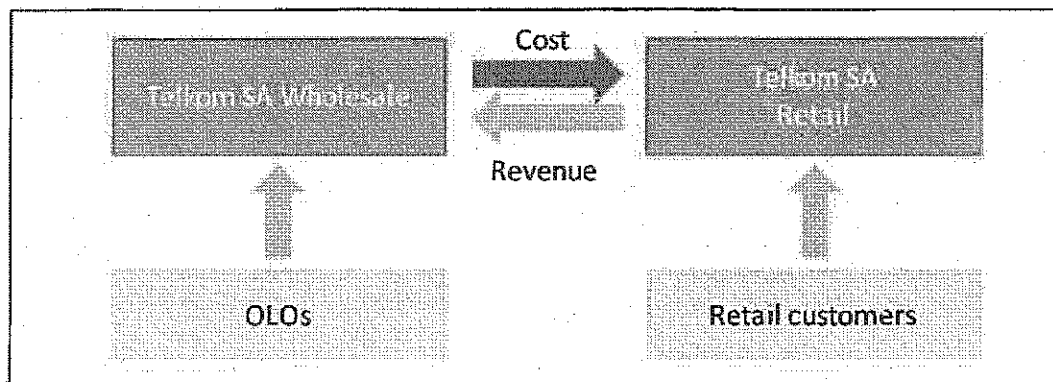 Cost
Telkom SA Wholesale
Telkom SA
Retail
Revenue
OLOs
Retail customers